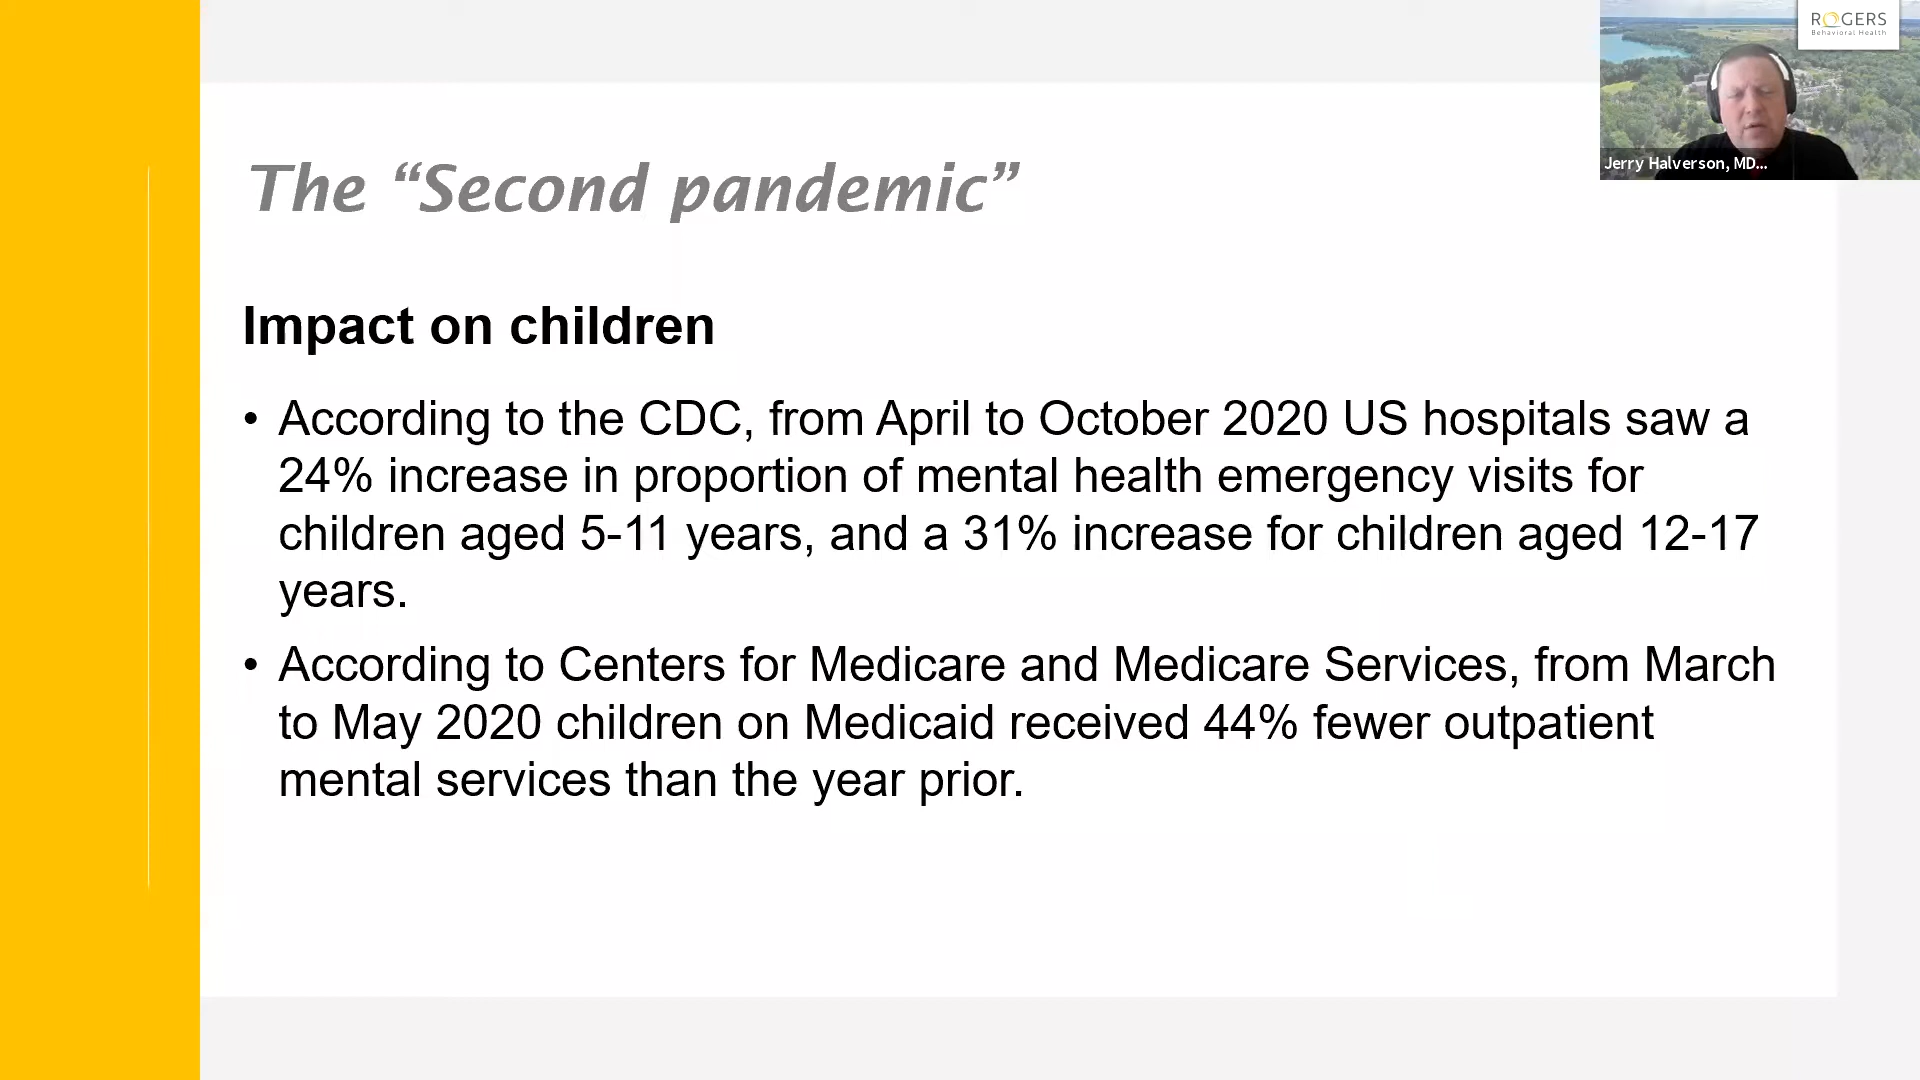 ROGERS
Behavioral Health
Jerry Halverson, MD...
The “Second pandemic”
Impact on children
• According to the CDC, from April to October 2020 US hospitals saw a
24% increase in proportion of mental health emergency visits for
children aged 5-11 years, and a 31% increase for children aged 12-17
years.
• According to Centers for Medicare and Medicare Services, from March
to May 2020 children on Medicaid received 44% fewer outpatient
mental services than the year prior.